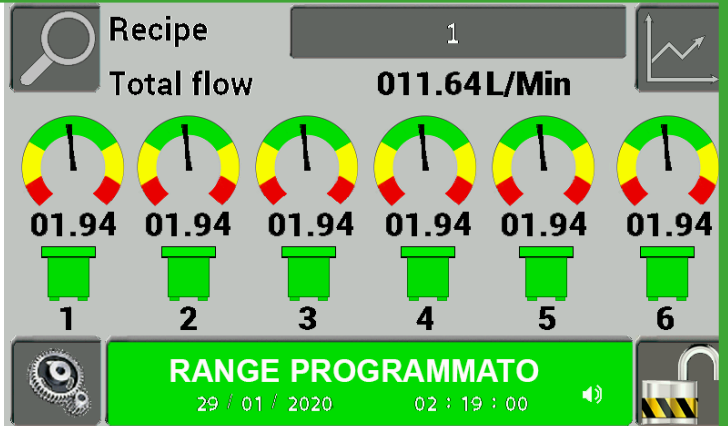 Recipe 1
Total flow 011.64 L/Min
01.94 01.94 01.94 01.94 01.94 01.94
1 2 3 4 5 6
RANGE PROGRAMMATO
29 / 01 / 2020 02 : 19 : 00